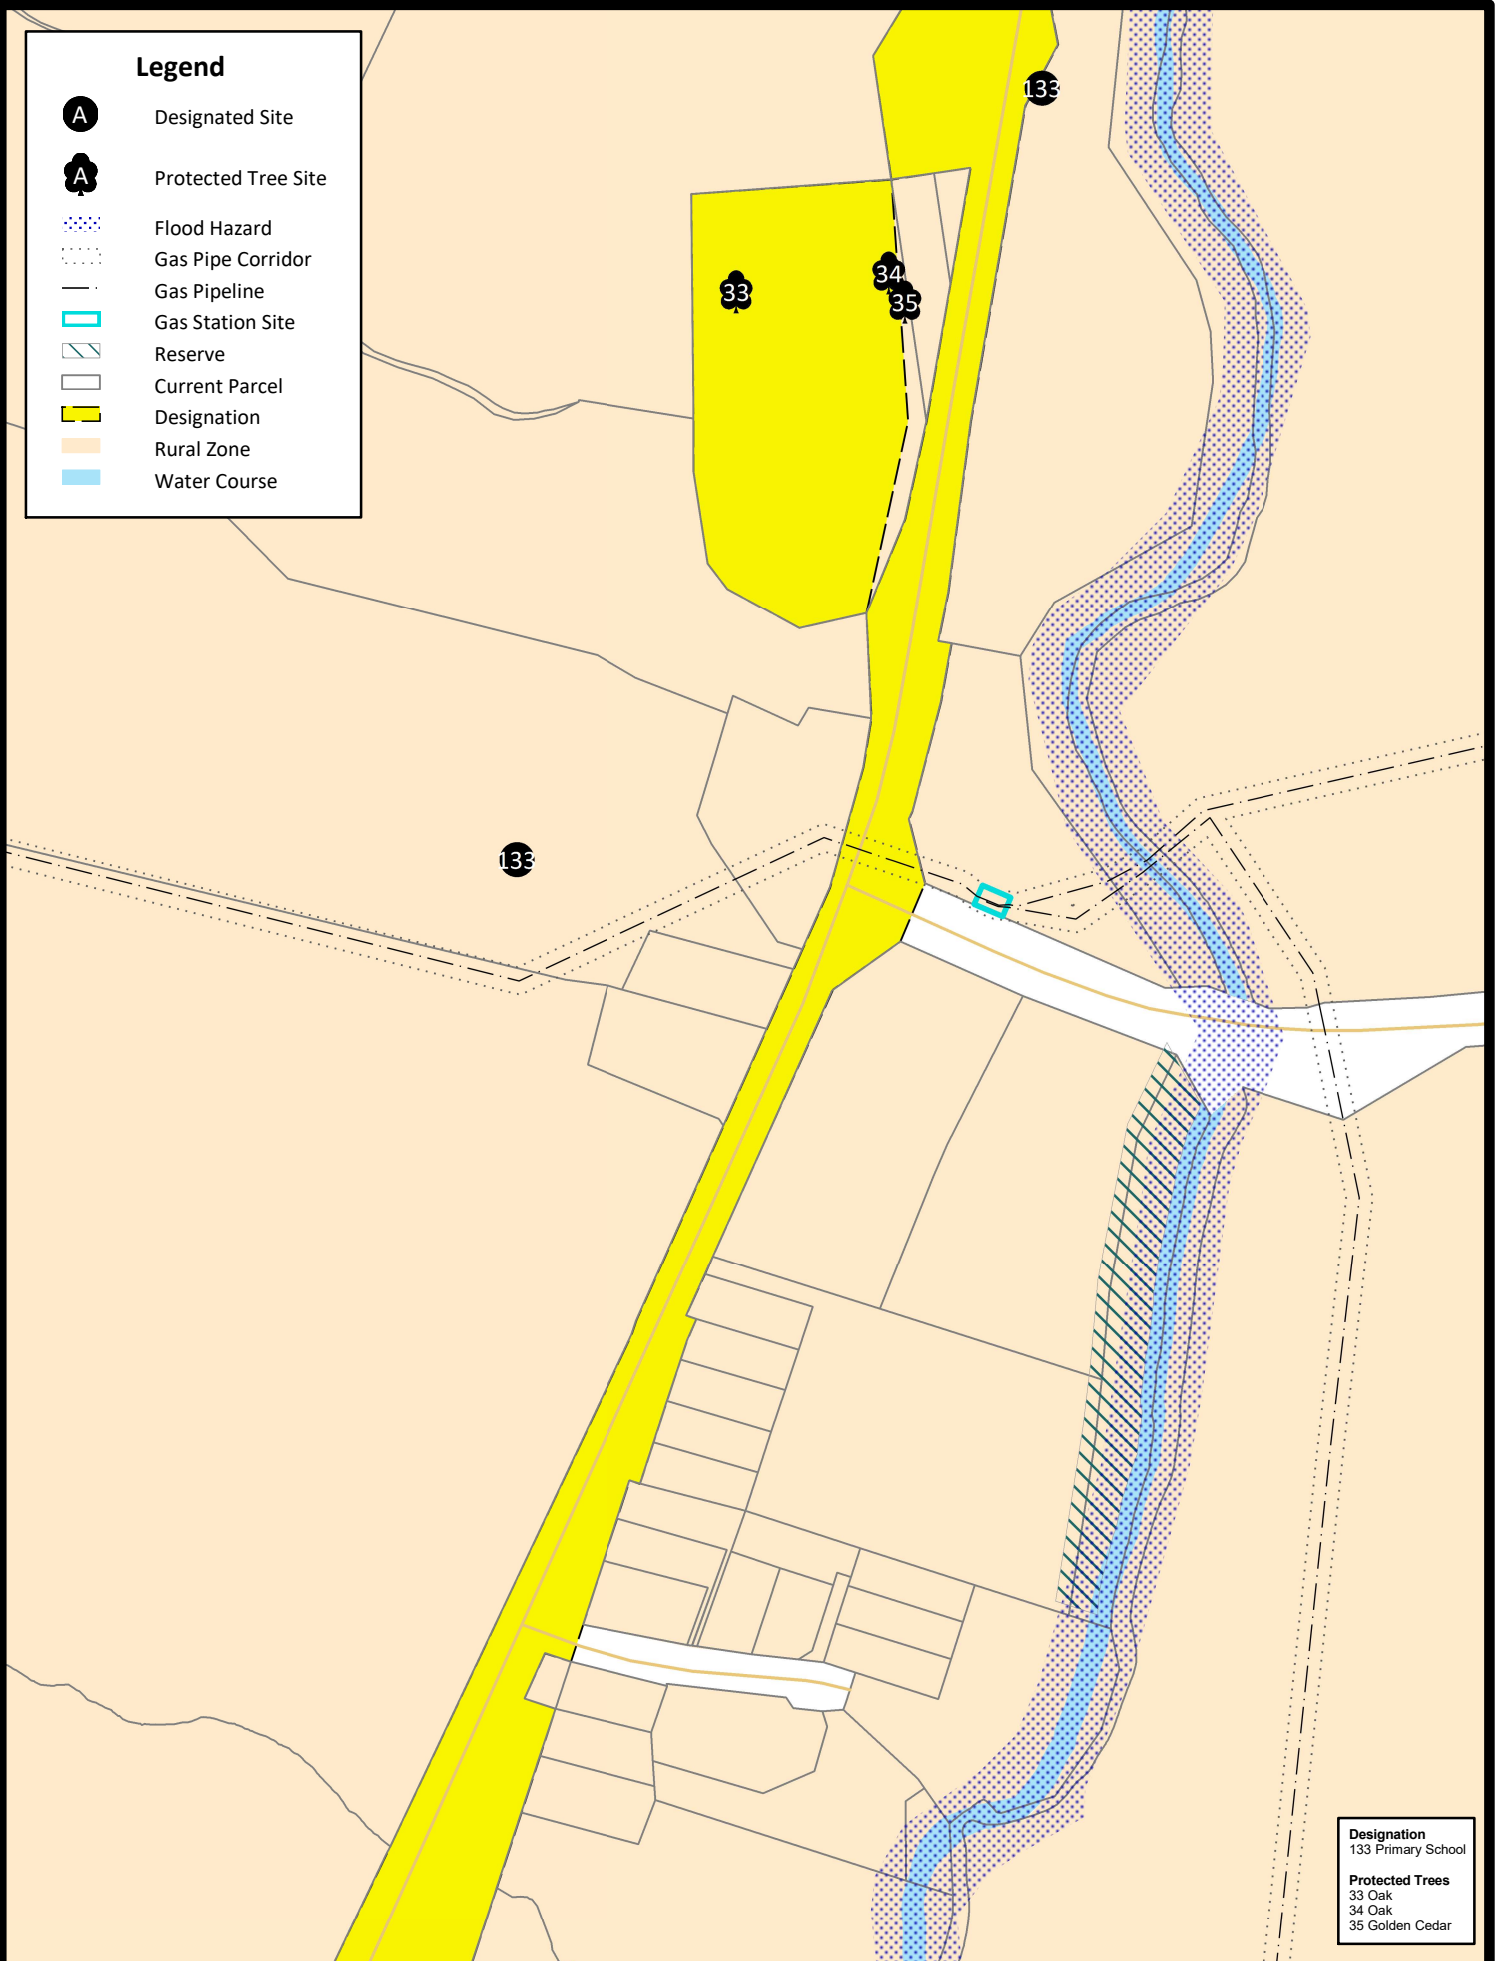 Legend
A Designated Site
A Protected Tree Site
Flood Hazard
Gas Pipe Corridor
Gas Pipeline
Gas Station Site
Reserve
Current Parcel
Designation
Rural Zone
Water Course
133
33
34
35
133
Designation
133 Primary School
Protected Trees
33 Oak
34 Oak
35 Golden Cedar